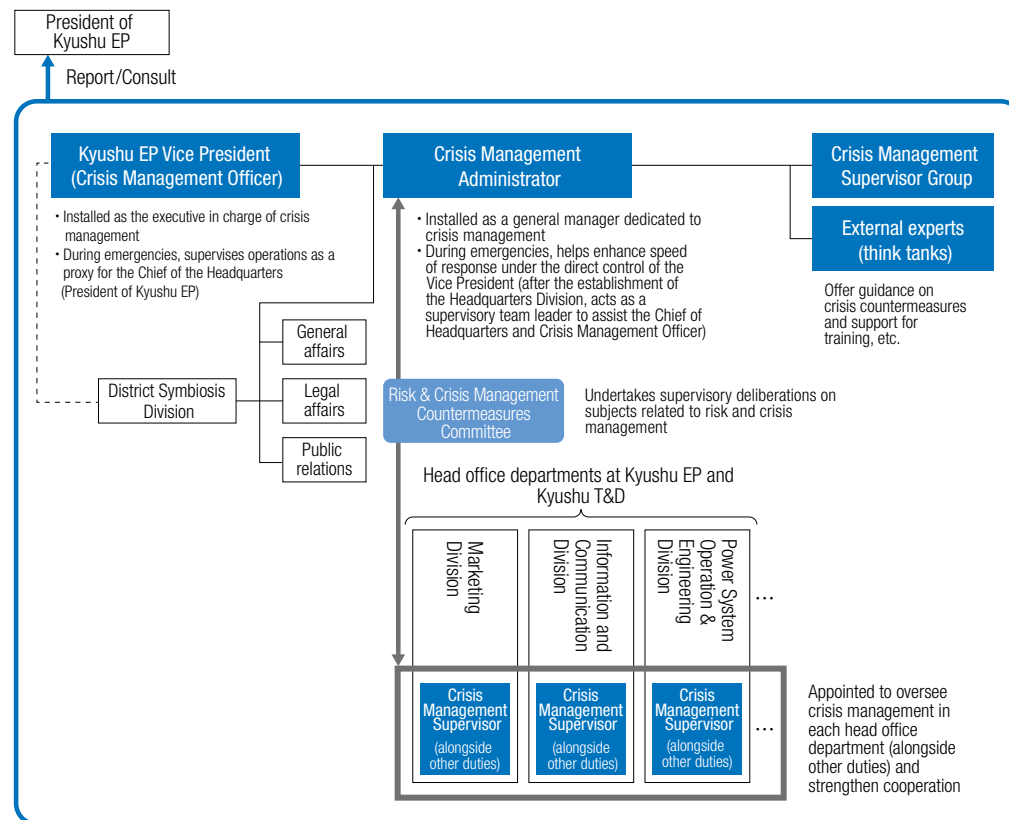 President of
Kyushu EP
Report/Consult
Kyushu EP Vice President
(Crisis Management Officer)
・Installed as the executive in charge of crisis
management
・During emergencies, supervises operations as a
proxy for the Chief of the Headquarters
(President of Kyushu EP)
Crisis Management
Administrator
・Installed as a general manager dedicated to
crisis management
・During emergencies, helps enhance speed
of response under the direct control of the
Vice President (after the establishment of
the Headquarters Division, acts as a
supervisory team leader to assist the Chief of
Headquarters and Crisis Management Officer)
Crisis Management
Supervisor Group
External experts
(think tanks)
Offer guidance on
crisis countermeasures
and support for
training, etc.
District Symbiosis
Division
General
affairs
Legal
affairs
Public
relations
Risk & Crisis Management
Countermeasures
Committee
Undertakes supervisory deliberations on
subjects related to risk and crisis
management
Head office departments at Kyushu EP and
Kyushu T&D
Marketing
Division
Information and
Communication
Division
Power System
Operation &
Engineering
Division
...
Crisis
Management
Supervisor
(alongside
other duties)
Crisis
Management
Supervisor
(alongside
other duties)
Crisis
Management
Supervisor
(alongside
other duties)
...
Appointed to oversee
crisis management in
each head office
department (alongside
other duties) and
strengthen cooperation